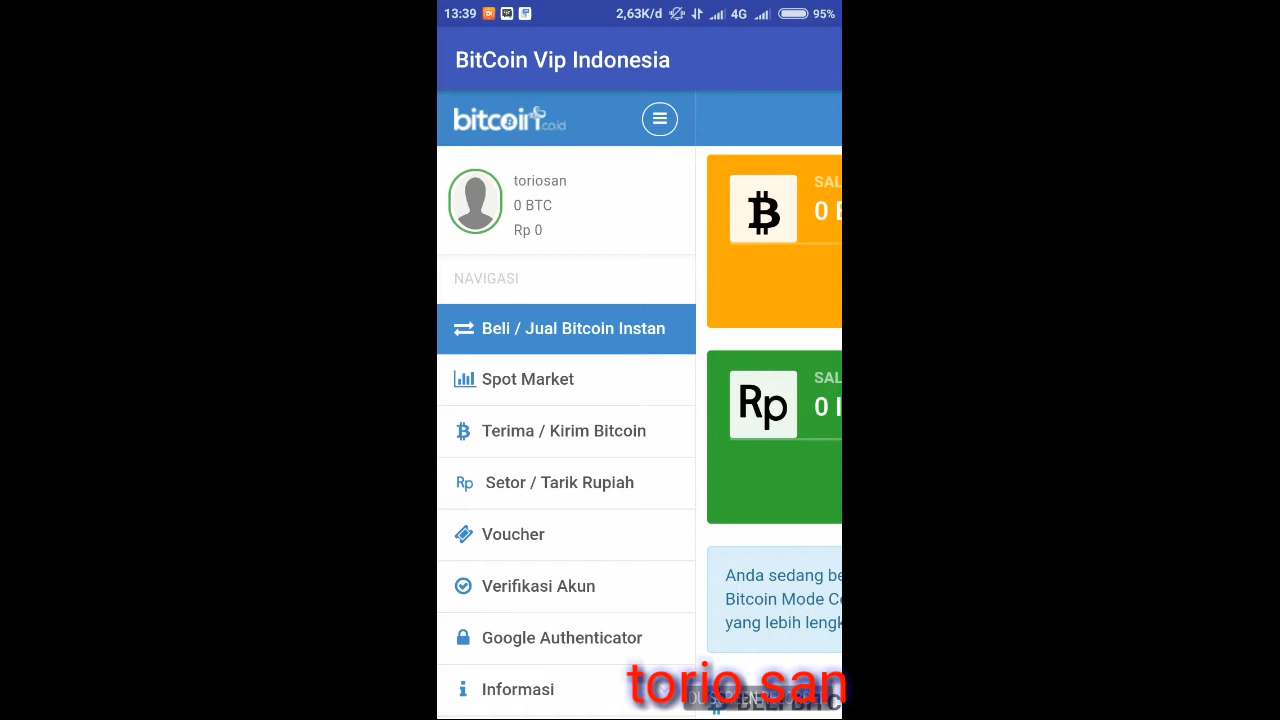 13:39
2,63K/d 4G 95%
BitCoin Vip Indonesia
bitcoin.co.id
toriosan
0 BTC
Rp 0
NAVIGASI
Beli / Jual Bitcoin Instan
Spot Market
Terima / Kirim Bitcoin
Rp Setor / Tarik Rupiah
Voucher
Verifikasi Akun
Google Authenticator
Informasi
SAL
0 B
Rp
SAL
0 I
Anda sedang be
Bitcoin Mode C
yang lebih lengk
torio san